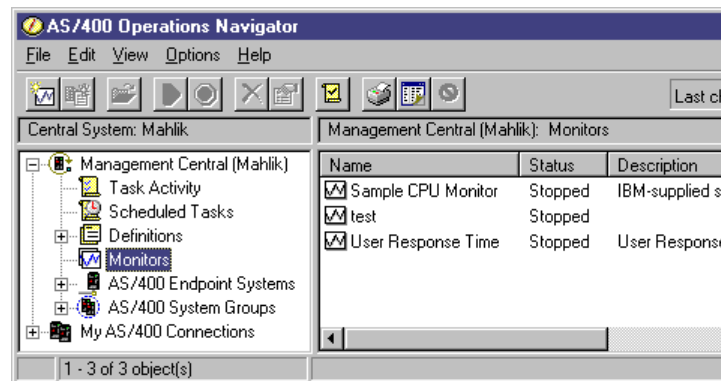 AS/400 Operations Navigator
File Edit View Options Help
Last cl
Central System: Mahlik
Management Central (Mahlik): Monitors
Management Central (Mahlik)
Task Activity
Scheduled Tasks
Definitions
Monitors
AS/400 Endpoint Systems
AS/400 System Groups
My AS/400 Connections
Name Status Description
Sample CPU Monitor Stopped IBM-supplied s
test Stopped
User Response Time Stopped User Response
1 - 3 of 3 object(s)